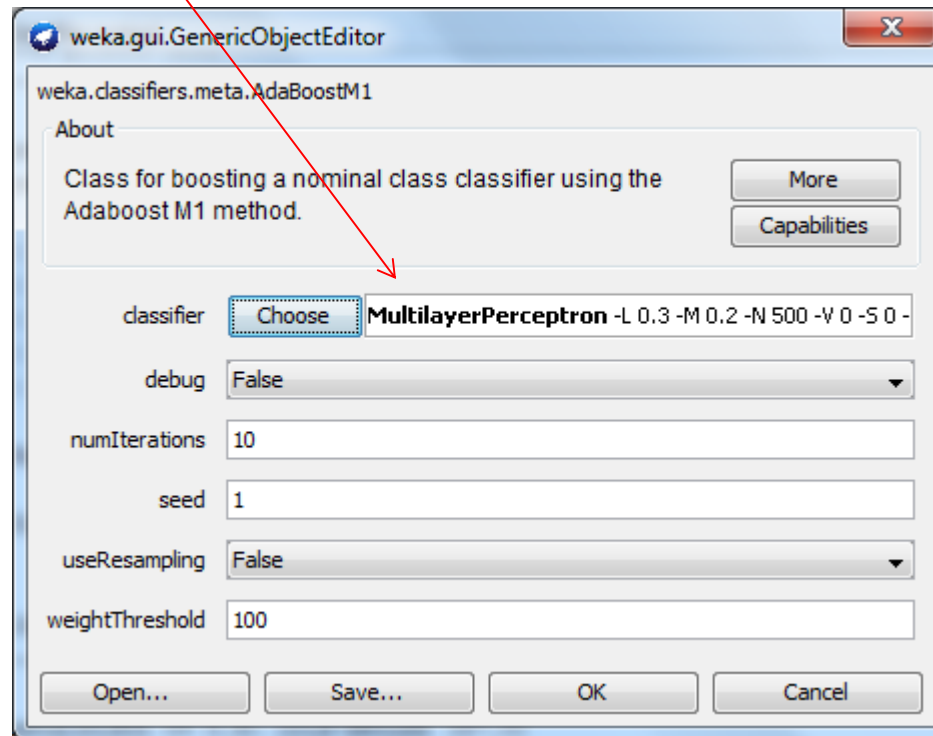 weka.gui.GenericObjectEditor
weka.classifiers.meta.AdaBoostM1
About
Class for boosting a nominal class classifier using the
Adaboost M1 method.
More
Capabilities
classifier Choose MultilayerPerceptron -L 0.3 -M 0.2 -N 500 -V 0 -S 0 -
debug False
numIterations 10
seed 1
useResampling False
weightThreshold 100
Open... Save... OK Cancel